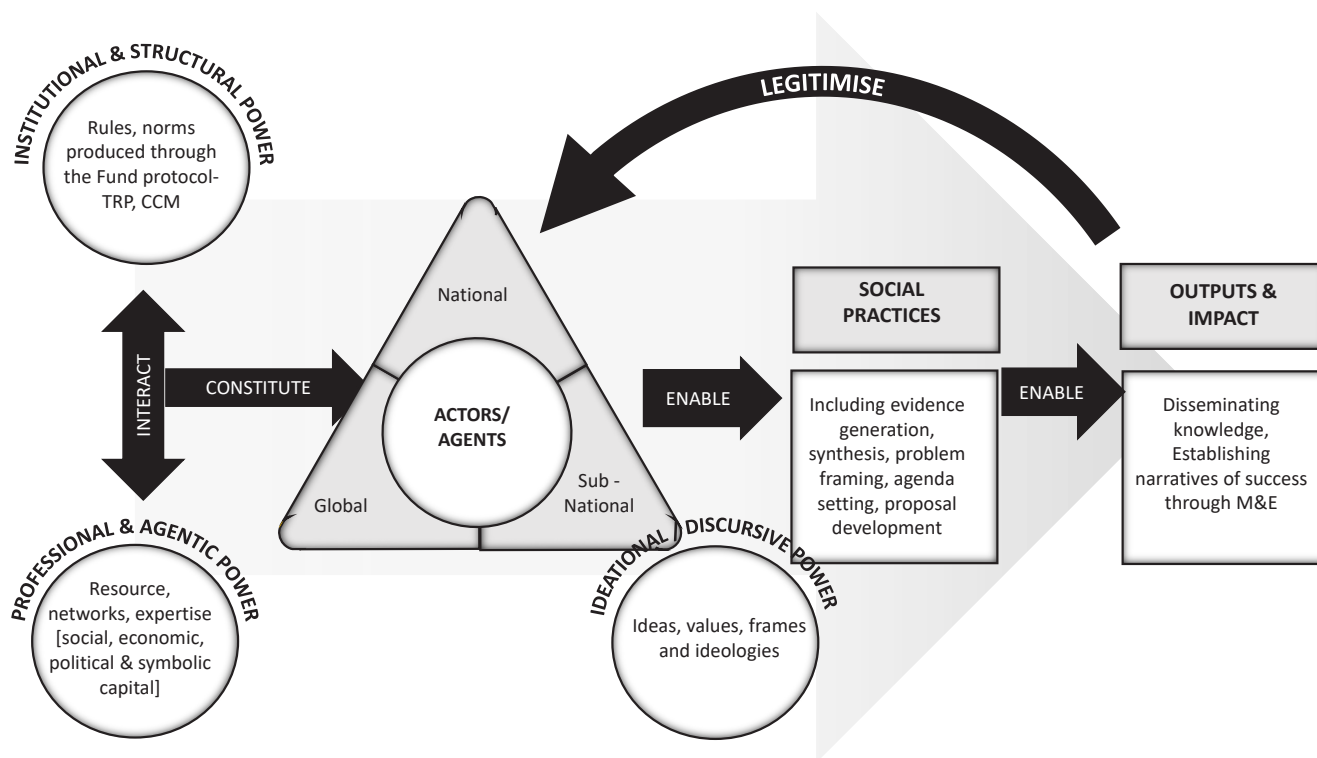 INSTITUTIONAL & STRUCTURAL POWER
Rules, norms
produced through
the Fund protocol-
TRP, CCM
INTERACT
CONSTITUTE
PROFESSIONAL & AGENTIC POWER
Resource,
networks, expertise
[social, economic,
political & symbolic
capital]
National
ACTORS/
AGENTS
Global
Sub -
National
LEGITIMISE
ENABLE
IDEATIONAL / DISCURSIVE POWER
Ideas, values, frames
and ideologies
SOCIAL
PRACTICES
Including evidence
generation,
synthesis, problem
framing, agenda
setting, proposal
development
ENABLE
OUTPUTS &
IMPACT
Disseminating
knowledge,
Establishing
narratives of success
through M&E